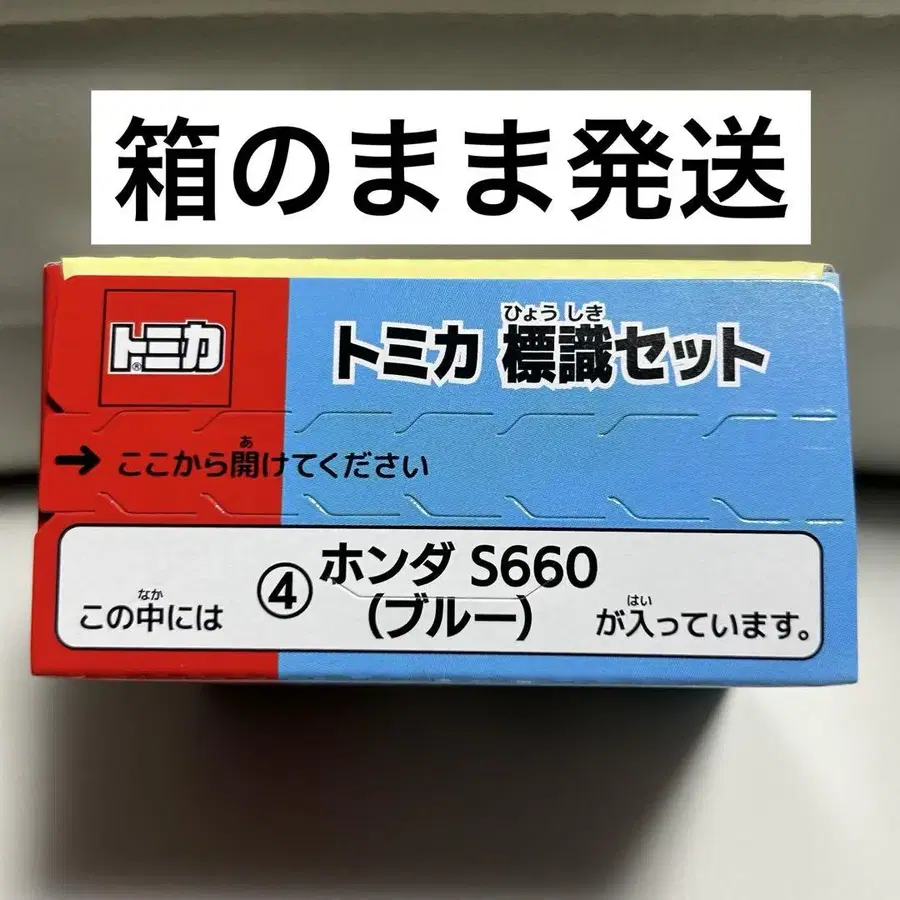 箱のまま発送
トミカ®
ひょう しき
トミカ 標識セット
あ
→ ここから開けてください
④ ホンダ S660
なか
はい
この中には （ブルー） が入っています。